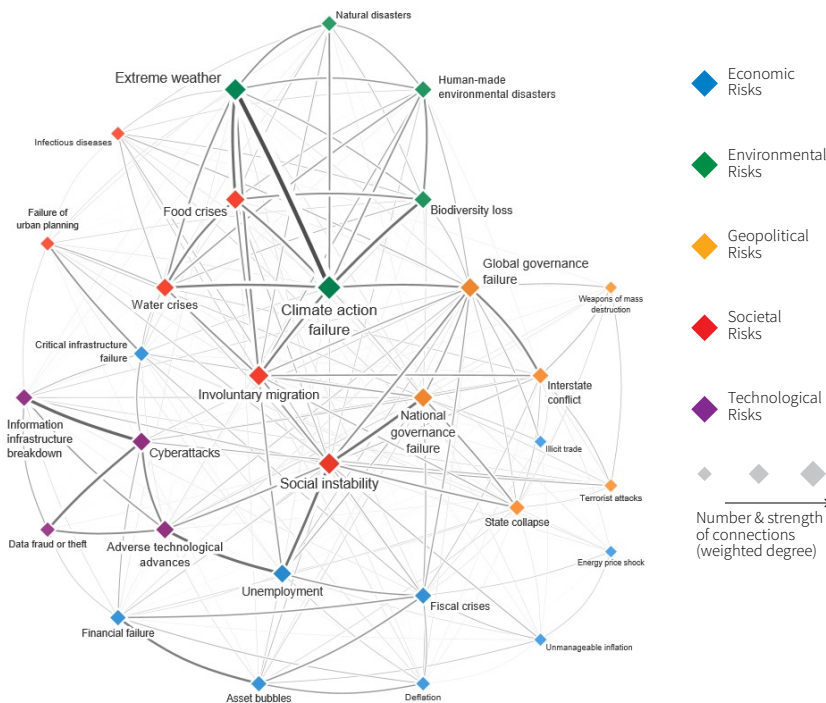 Natural disasters
Extreme weather
Human-made
environmental disasters
Infectious diseases
Food crises
Biodiversity loss
Failure of
urban planning
Global governance
failure
Water crises
Climate action
failure
Weapons of mass
destruction
Critical infrastructure
failure
Involuntary migration
Interstate
conflict
National
governance
failure
Information
infrastructure
breakdown
Cyberattacks
Illicit trade
Social instability
Terrorist attacks
State collapse
Data fraud or theft
Adverse technological
advances
Energy price shock
Unemployment
Fiscal crises
Financial failure
Unmanageable inflation
Asset bubbles
Deflation
Economic
Risks
Environmental
Risks
Geopolitical
Risks
Societal
Risks
Technological
Risks
Number & strength
of connections
(weighted degree)